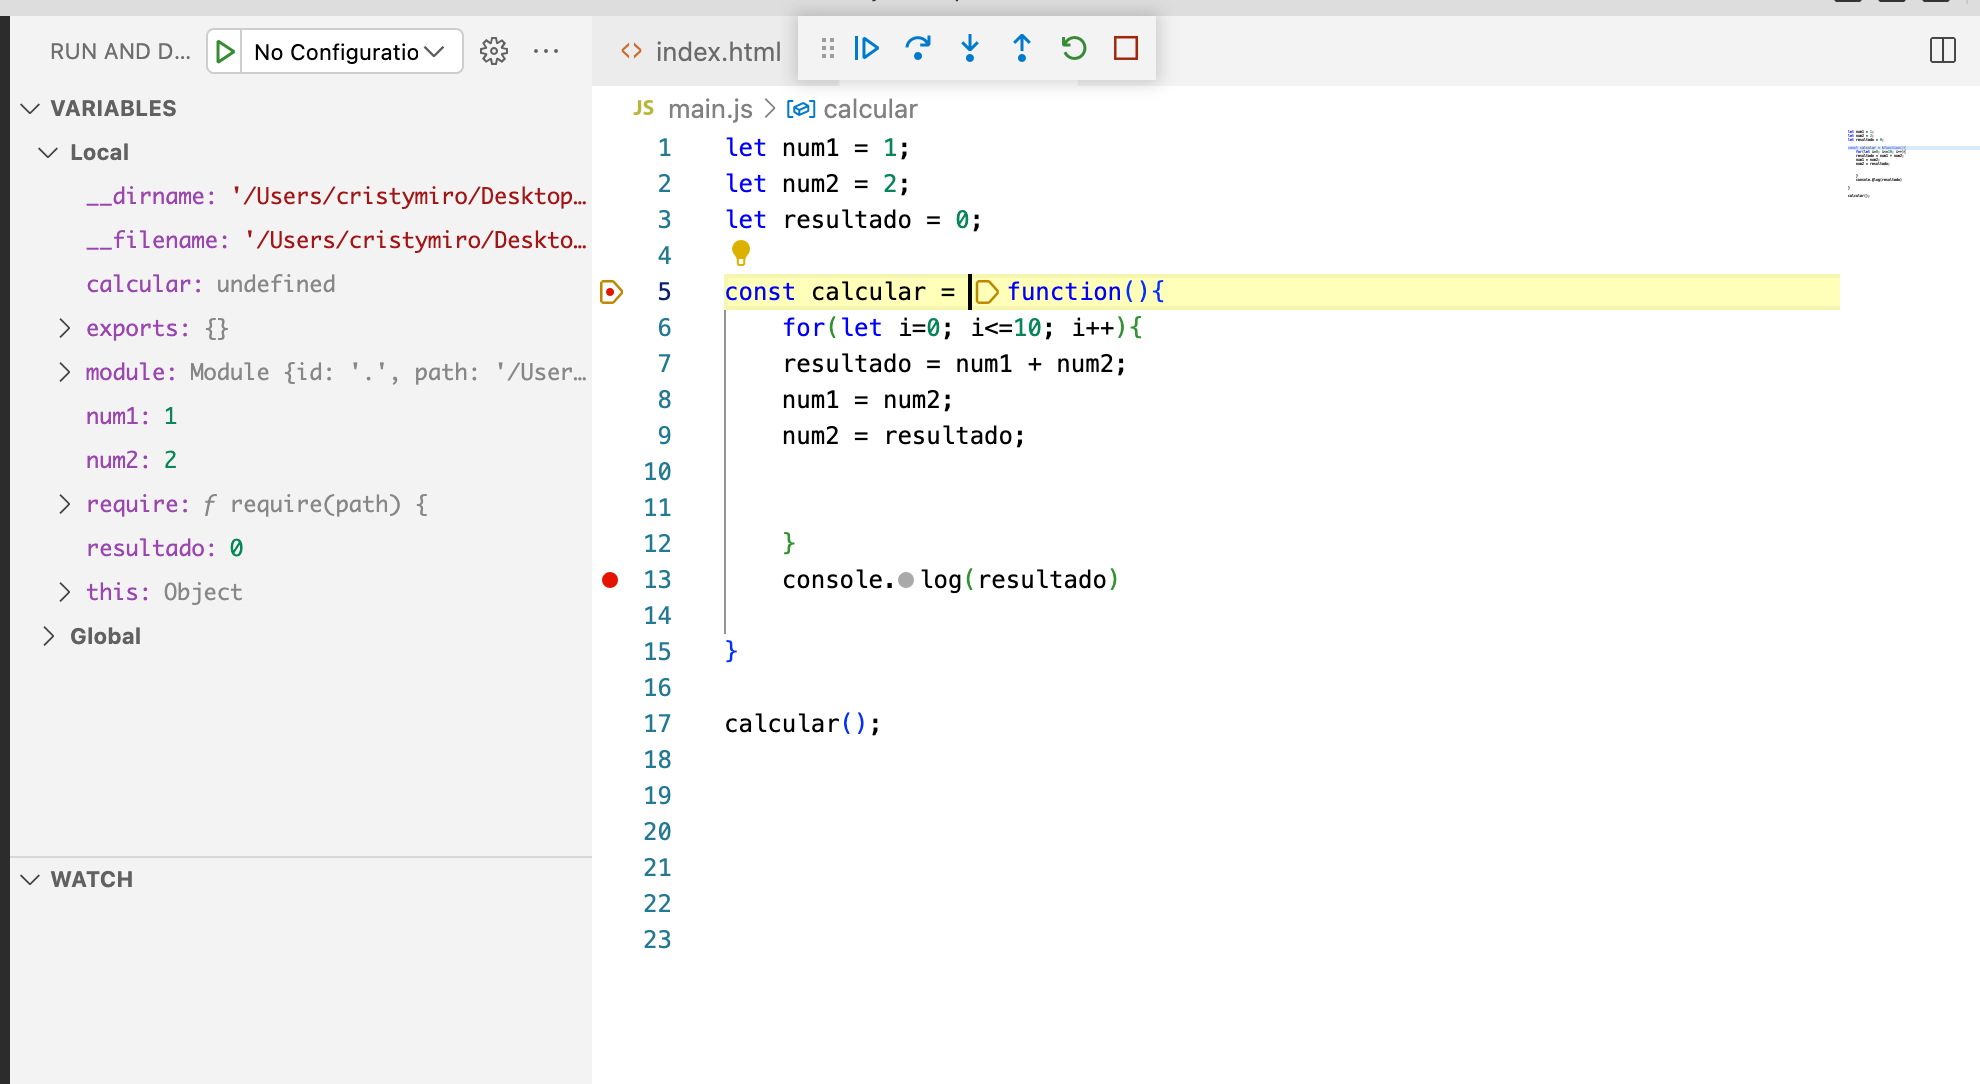 RUN AND D...
No Configuratio
VARIABLES
Local
__dirname: '/Users/cristymiro/Desktop...
__filename: '/Users/cristymiro/Deskto...
calcular: undefined
exports: {}
module: Module {id: '.', path: '/User...
num1: 1
num2: 2
require: f require(path) {
resultado: 0
this: Object
Global
WATCH
index.html
JS main.js > calcular
1 let num1 = 1;
2 let num2 = 2;
3 let resultado = 0;
4
5 const calcular = function(){
6 for(let i=0; i<=10; i++){
7 resultado = num1 + num2;
8 num1 = num2;
9 num2 = resultado;
10
11
12 }
13 console.log(resultado)
14
15 }
16
17 calcular();
18
19
20
21
22
23